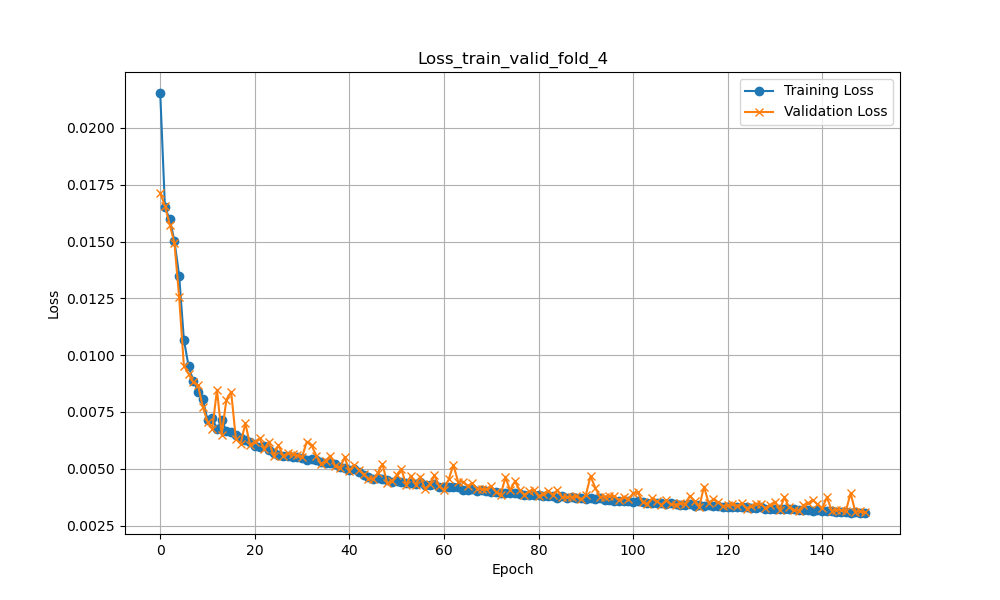 Loss_train_valid_fold_4
Training Loss
Validation Loss
0.0200
0.0175
0.0150
0.0125
0.0100
0.0075
0.0050
0.0025
Loss
0 20 40 60 80 100 120 140
Epoch